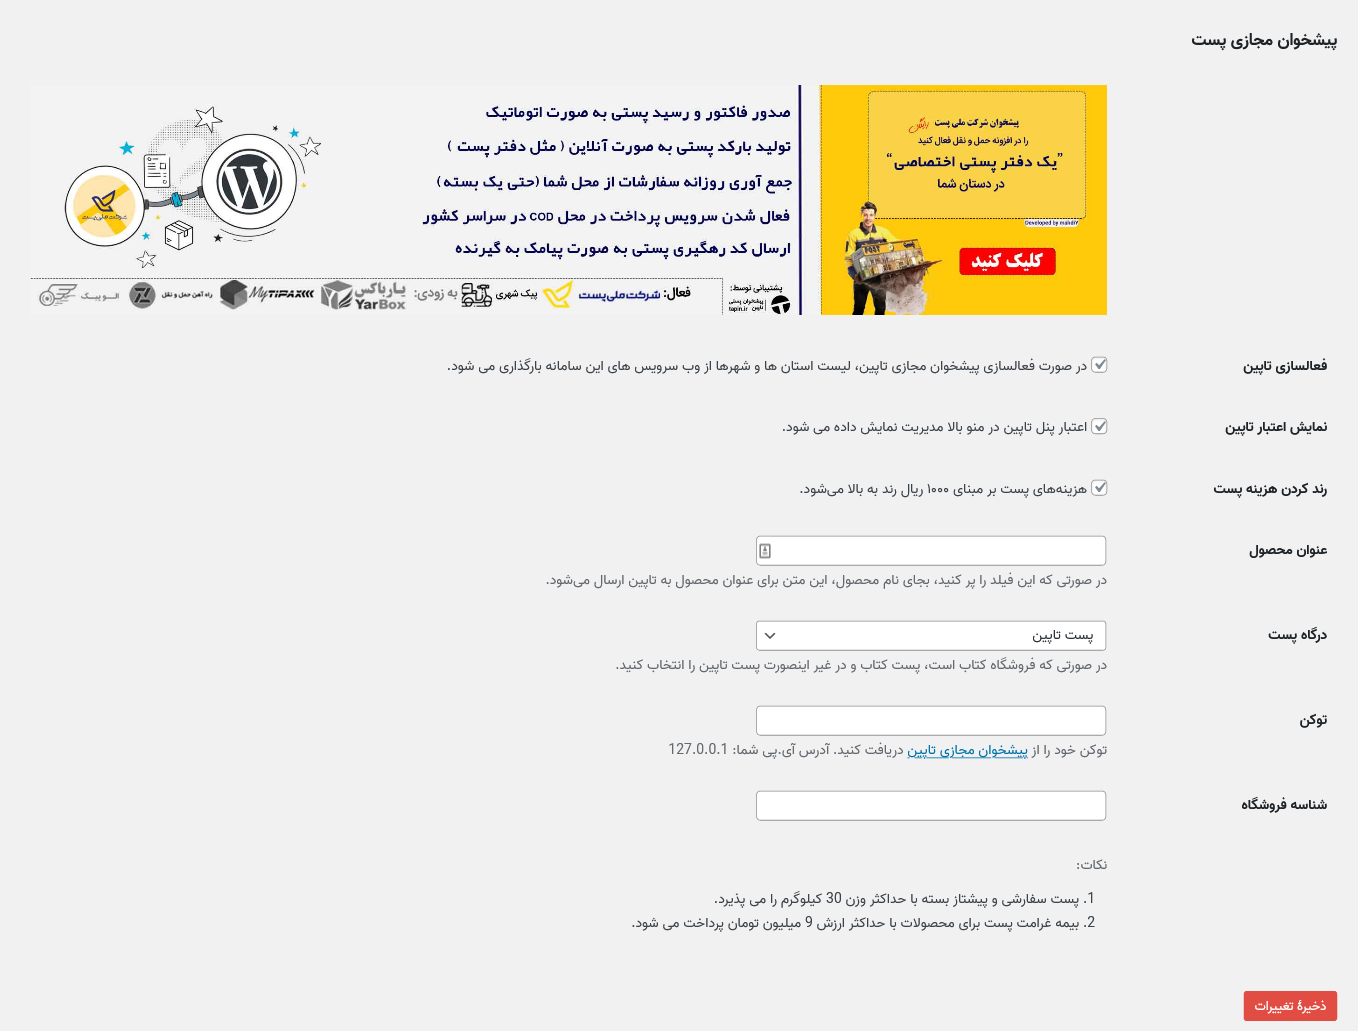 پیشخوان مجازی پست
پیشخوان شرکت ملی پست رایگان
را در افزونه حمل و نقل فعال کنید
”یک دفتر پستی اختصاصی“
در دستان شما
Developed by mahdiY
کلیک کنید
POST
صدور فاکتور و رسید پستی به صورت اتوماتیک
تولید بارکد پستی به صورت آنلاین ( مثل دفتر پست )
جمع آوری روزانه سفارشات از محل شما (حتی یک بسته)
فعال شدن سرویس پرداخت در محل COD در سراسر کشور
ارسال کد رهگیری پستی به صورت پیامک به گیرنده
شرکت ملی پست
پشتیبانی توسط:
پیشخوان پستی
تاپین
tapin.ir
فعال:
شرکت ملی پست
پیک شهری
به زودی:
یارباکس
YarBox
MyTIPAX
راه آهن حمل و نقل
الوپیک
فعالسازی تاپین
در صورت فعالسازی پیشخوان مجازی تاپین، لیست استان ها و شهرها از وب سرویس های این سامانه بارگذاری می شود.
نمایش اعتبار تاپین
اعتبار پنل تاپین در منو بالا مدیریت نمایش داده می شود.
رند کردن هزینه پست
هزینه‌های پست بر مبنای ۱۰۰۰ ریال رند به بالا می‌شود.
عنوان محصول
در صورتی که این فیلد را پر کنید، بجای نام محصول، این متن برای عنوان محصول به تاپین ارسال می‌شود.
درگاه پست
پست تاپین
در صورتی که فروشگاه کتاب است، پست کتاب و در غیر اینصورت پست تاپین را انتخاب کنید.
توکن
توکن خود را از پیشخوان مجازی تاپین دریافت کنید. آدرس آی.پی شما: 127.0.0.1
شناسه فروشگاه
نکات:
1. پست سفارشی و پیشتاز بسته با حداکثر وزن 30 کیلوگرم را می پذیرد.
2. بیمه غرامت پست برای محصولات با حداکثر ارزش 9 میلیون تومان پرداخت می شود.
ذخیرهٔ تغییرات